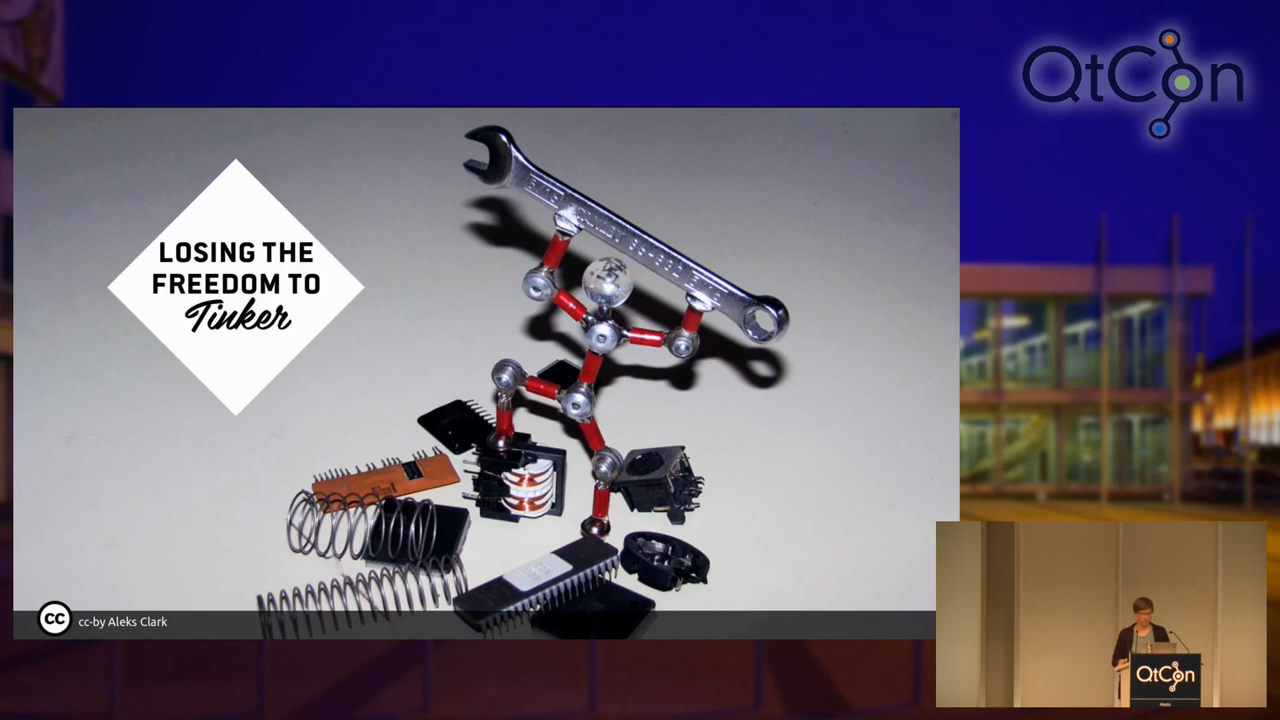 QtCon
LOSING THE
FREEDOM TO
Tinker
cc
cc-by Aleks Clark
QtCon